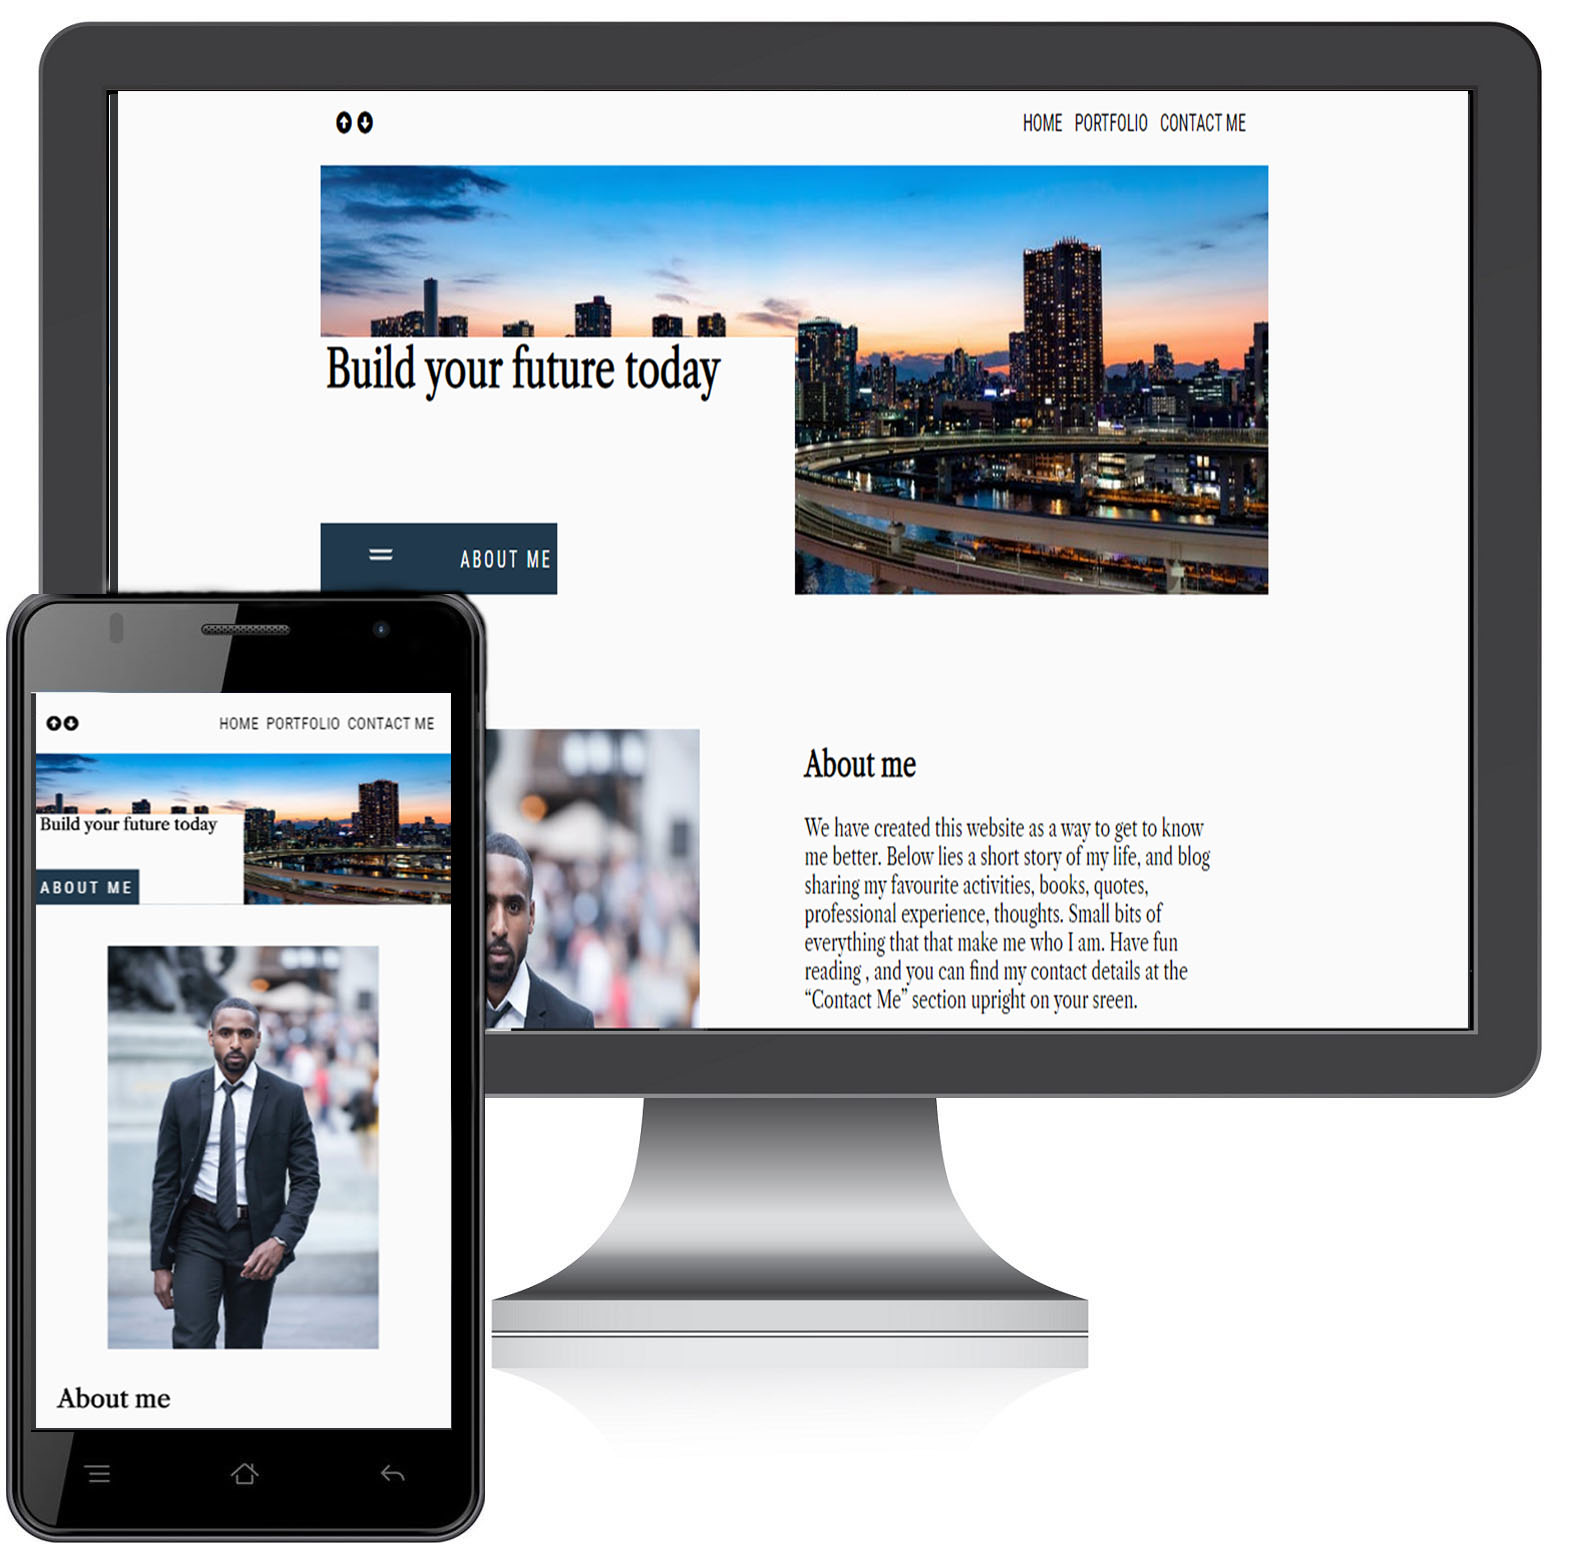 HOME PORTFOLIO CONTACT ME
Build your future today
ABOUT ME
About me
We have created this website as a way to get to know
me better. Below lies a short story of my life, and blog
sharing my favourite activities, books, quotes,
professional experience, thoughts. Small bits of
everything that that make me who I am. Have fun
reading , and you can find my contact details at the
“Contact Me” section upright on your sreen.
HOME PORTFOLIO CONTACT ME
Build your future today
ABOUT ME
About me